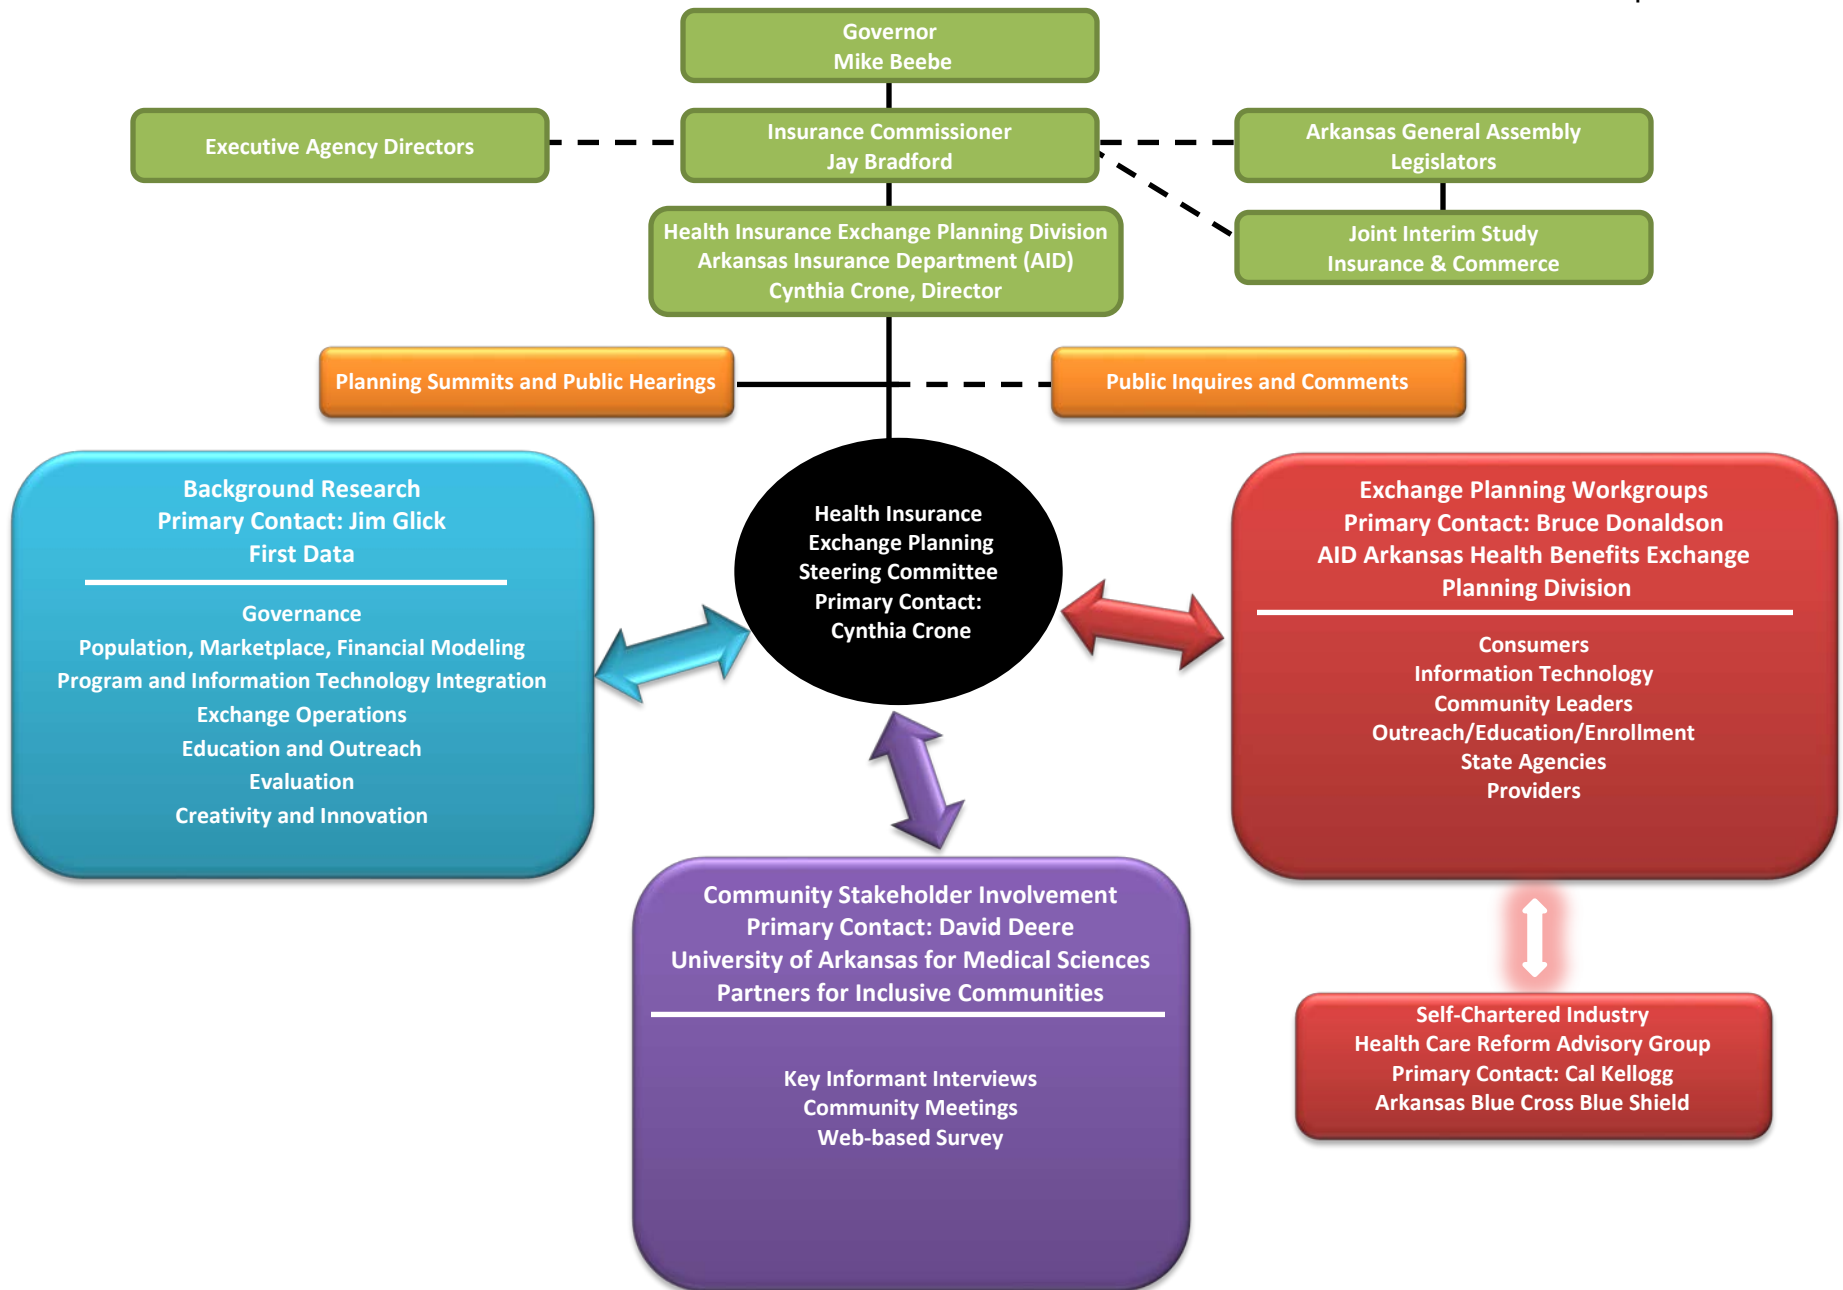 Governor
Mike Beebe
Executive Agency Directors
Insurance Commissioner
Jay Bradford
Arkansas General Assembly
Legislators
Health Insurance Exchange Planning Division
Arkansas Insurance Department (AID)
Cynthia Crone, Director
Joint Interim Study
Insurance & Commerce
Planning Summits and Public Hearings
Public Inquires and Comments
Background Research
Primary Contact: Jim Glick
First Data
Governance
Population, Marketplace, Financial Modeling
Program and Information Technology Integration
Exchange Operations
Education and Outreach
Evaluation
Creativity and Innovation
Health Insurance
Exchange Planning
Steering Committee
Primary Contact:
Cynthia Crone
Exchange Planning Workgroups
Primary Contact: Bruce Donaldson
AID Arkansas Health Benefits Exchange
Planning Division
Consumers
Information Technology
Community Leaders
Outreach/Education/Enrollment
State Agencies
Providers
Community Stakeholder Involvement
Primary Contact: David Deere
University of Arkansas for Medical Sciences
Partners for Inclusive Communities
Key Informant Interviews
Community Meetings
Web-based Survey
Self-Chartered Industry
Health Care Reform Advisory Group
Primary Contact: Cal Kellogg
Arkansas Blue Cross Blue Shield